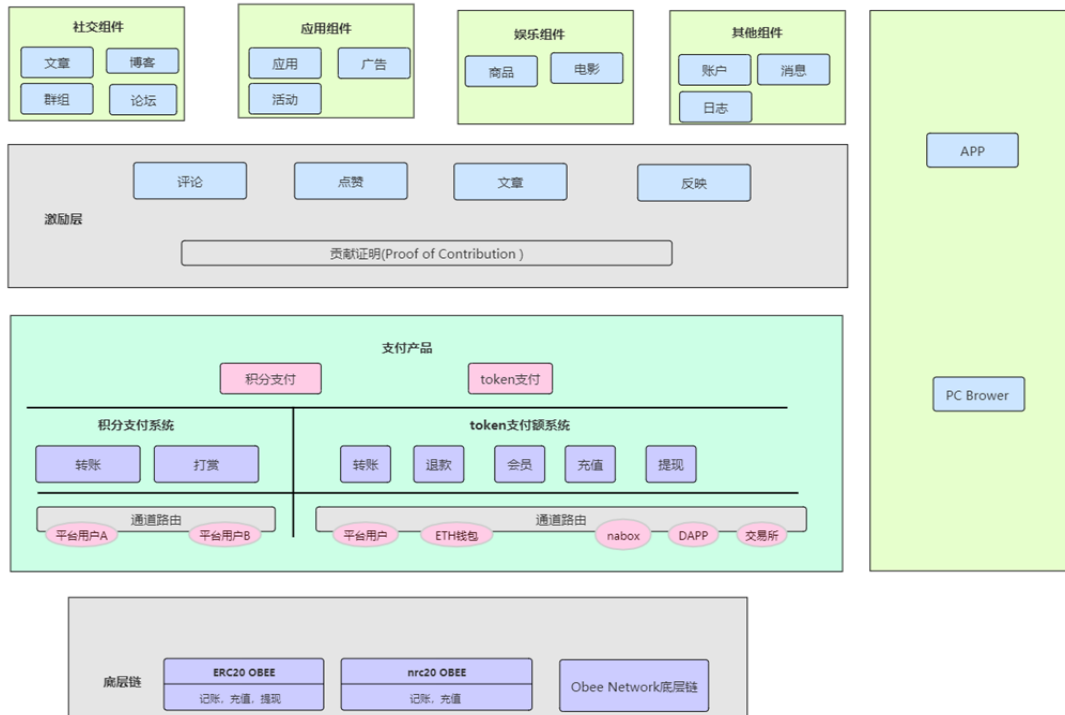 社交组件
文章
博客
群组
论坛
应用组件
应用
广告
活动
娱乐组件
商品
电影
其他组件
账户
消息
日志
APP
PC Brower
评论
点赞
文章
反映
激励层
贡献证明(Proof of Contribution )
支付产品
积分支付
token支付
积分支付系统
转账
打赏
通道路由
平台用户A
平台用户B
token支付额系统
转账
退款
会员
充值
提现
通道路由
平台用户
ETH钱包
nabox
DAPP
交易所
底层链
ERC20 OBEE
记账、充值、提现
nrc20 OBEE
记账、充值
Obee Network底层链